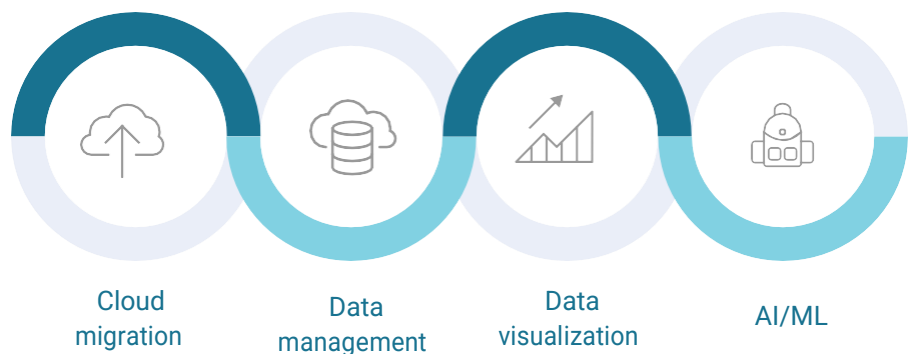 Cloud
migration
Data
management
Data
visualization
AI/ML